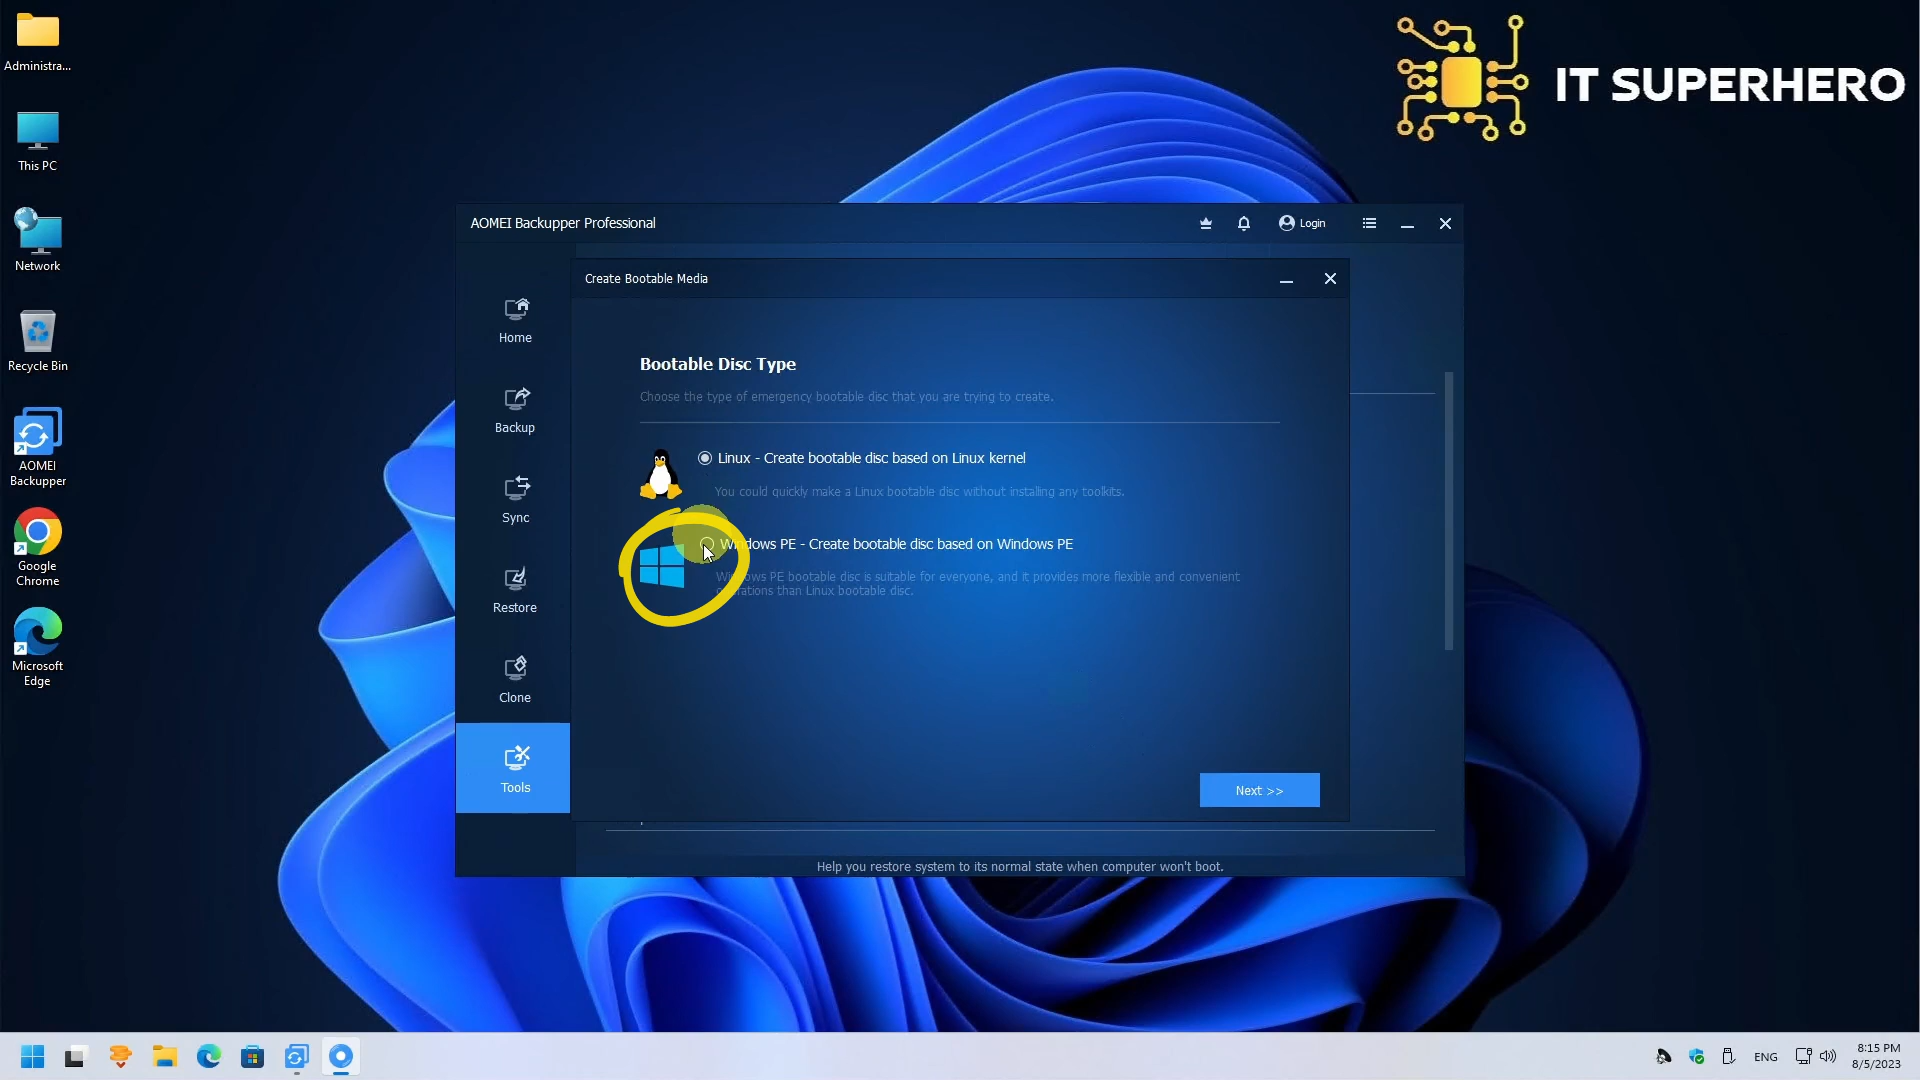 Administra...
This PC
Network
Recycle Bin
AOMEI
Backupper
Google
Chrome
Microsoft
Edge
IT SUPERHERO
AOMEI Backupper Professional
Login
Create Bootable Media
Home
Backup
Sync
Restore
Clone
Tools
Bootable Disc Type
Choose the type of emergency bootable disc that you are trying to create.
Linux - Create bootable disc based on Linux kernel
You could quickly make a Linux bootable disc without installing any toolkits.
Windows PE - Create bootable disc based on Windows PE
Windows PE bootable disc is suitable for everyone, and it provides more flexible and convenient
operations than Linux bootable disc.
Next >>
Help you restore system to its normal state when computer won't boot.
ENG
8:15 PM
8/5/2023